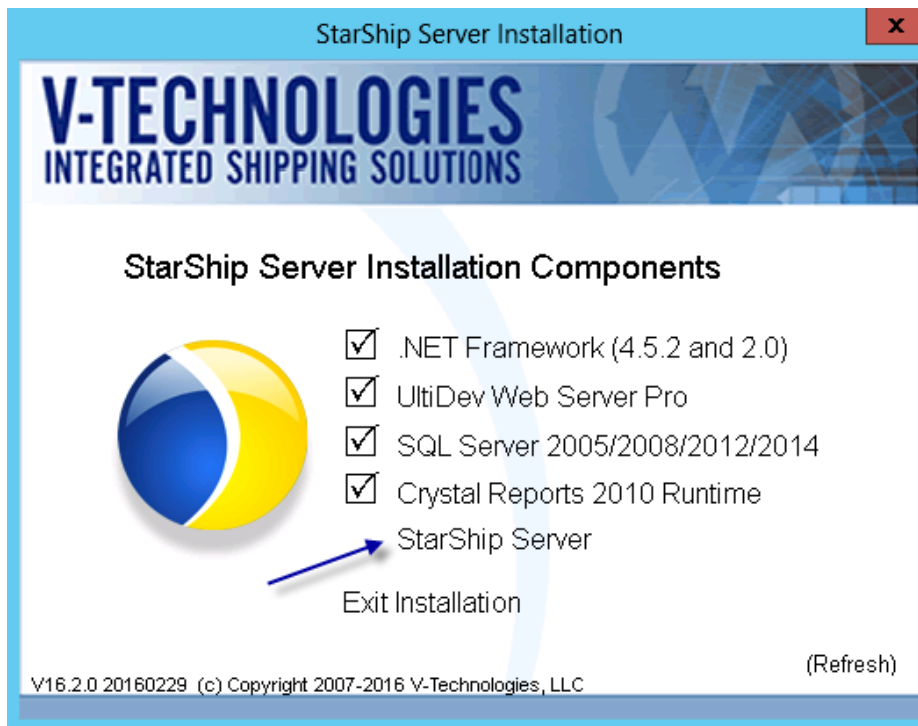 StarShip Server Installation
x
V-TECHNOLOGIES
INTEGRATED SHIPPING SOLUTIONS
StarShip Server Installation Components
.NET Framework (4.5.2 and 2.0)
UltiDev Web Server Pro
SQL Server 2005/2008/2012/2014
Crystal Reports 2010 Runtime
StarShip Server
Exit Installation
(Refresh)
V16.2.0 20160229 (c) Copyright 2007-2016 V-Technologies, LLC